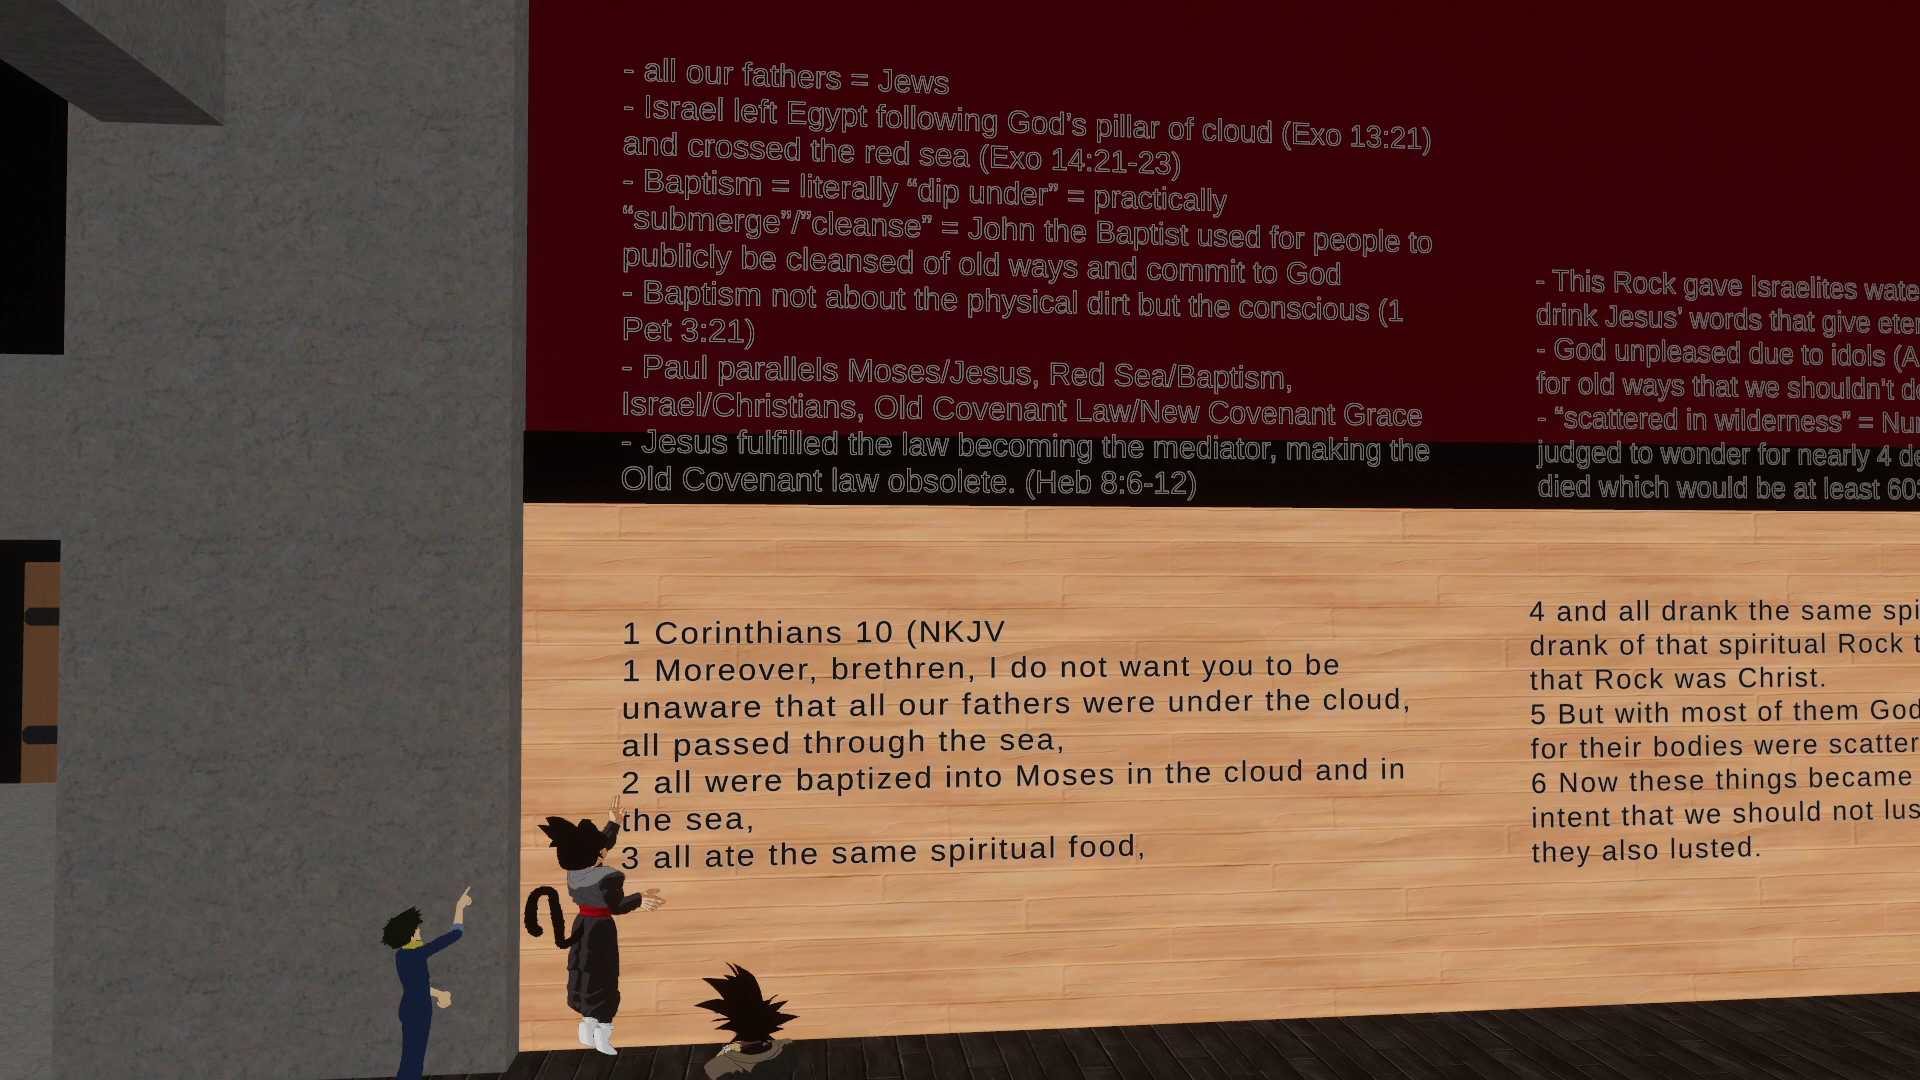 - all our fathers = Jews
- Israel left Egypt following God's pillar of cloud (Exo 13:21)
and crossed the red sea (Exo 14:21-23)
- Baptism = literally “dip under” = practically
“submerge”/”cleanse” = John the Baptist used for people to
publicly be cleansed of old ways and commit to God
- Baptism not about the physical dirt but the conscious (1
Pet 3:21)
- Paul parallels Moses/Jesus, Red Sea/Baptism,
Israel/Christians, Old Covenant Law/New Covenant Grace
- Jesus fulfilled the law becoming the mediator, making the
Old Covenant law obsolete. (Heb 8:6-12)
- This Rock gave Israelites
drink Jesus' words that give
- God unpleased due to idols
for old ways that we shouldn't
- “scattered in wilderness” =
judged to wonder for nearly 4
died which would be at least
1 Corinthians 10 (NKJV
1 Moreover, brethren, I do not want you to be
unaware that all our fathers were under the cloud,
all passed through the sea,
2 all were baptized into Moses in the cloud and in
the sea,
3 all ate the same spiritual food,
4 and all drank the same
drank of that spiritual Rock
that Rock was Christ.
5 But with most of them God
for their bodies were
6 Now these things became
intent that we should not
they also lusted.